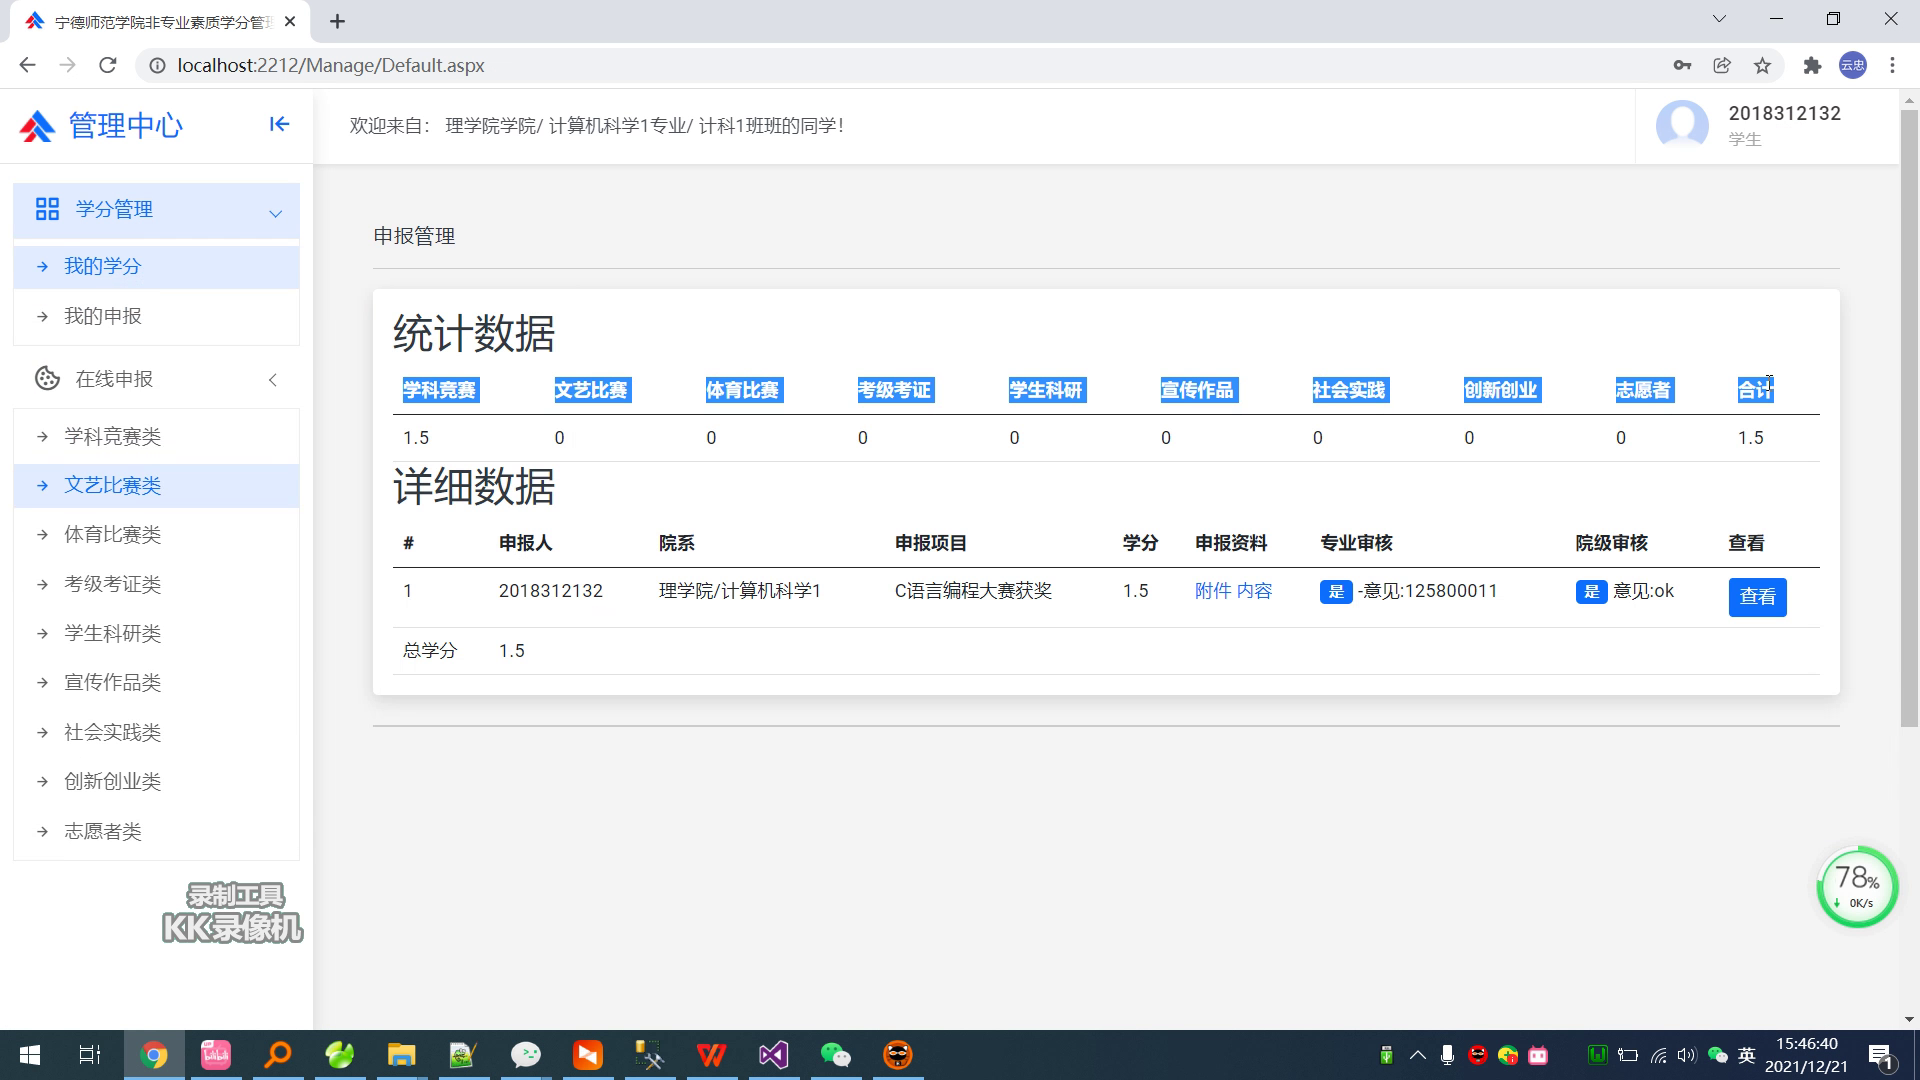 宁德师范学院非专业素质学分管理
localhost:2212/Manage/Default.aspx
云忠
管理中心
欢迎来自： 理学院学院/ 计算机科学1专业/ 计科1班班的同学！
2018312132
学生
学分管理
我的学分
我的申报
在线申报
学科竞赛类
文艺比赛类
体育比赛类
考级考证类
学生科研类
宣传作品类
社会实践类
创新创业类
志愿者类
申报管理
统计数据
学科竞赛 文艺比赛 体育比赛 考级考证 学生科研 宣传作品 社会实践 创新创业 志愿者 合计
1.5 0 0 0 0 0 0 0 0 1.5
详细数据
# 申报人 院系 申报项目 学分 申报资料 专业审核 院级审核 查看
1 2018312132 理学院/计算机科学1 C语言编程大赛获奖 1.5 附件 内容 是 -意见:125800011 是 意见:ok 查看
总学分 1.5
录制工具
KK录像机
78%
0K/s
英
15:46:40
2021/12/21
1